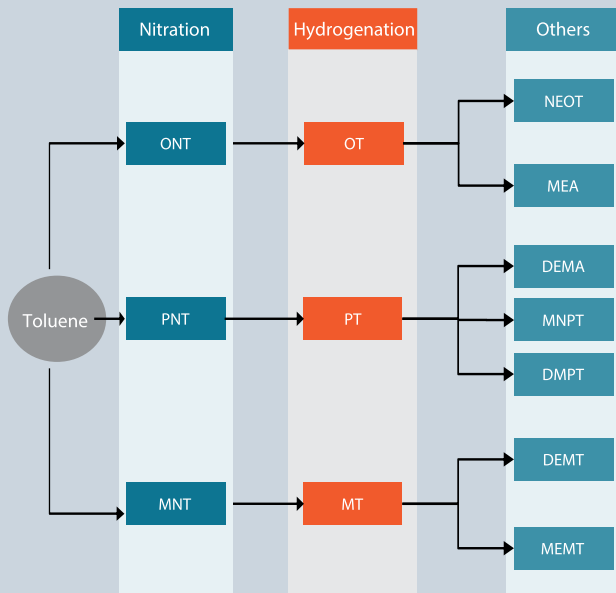 Nitration
Hydrogenation
Others
NEOT
ONT
OT
MEA
DEMA
Toluene
PNT
PT
MNPT
DMPT
DEMT
MNT
MT
MEMT